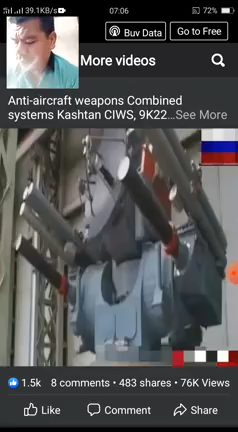 39.1KB/s 07:06 72%
Buy Data Go to Free
More videos
Anti-aircraft weapons Combined
systems Kashtan CIWS, 9K22...See More
1.5k 8 comments • 483 shares • 76K Views
Like Comment Share